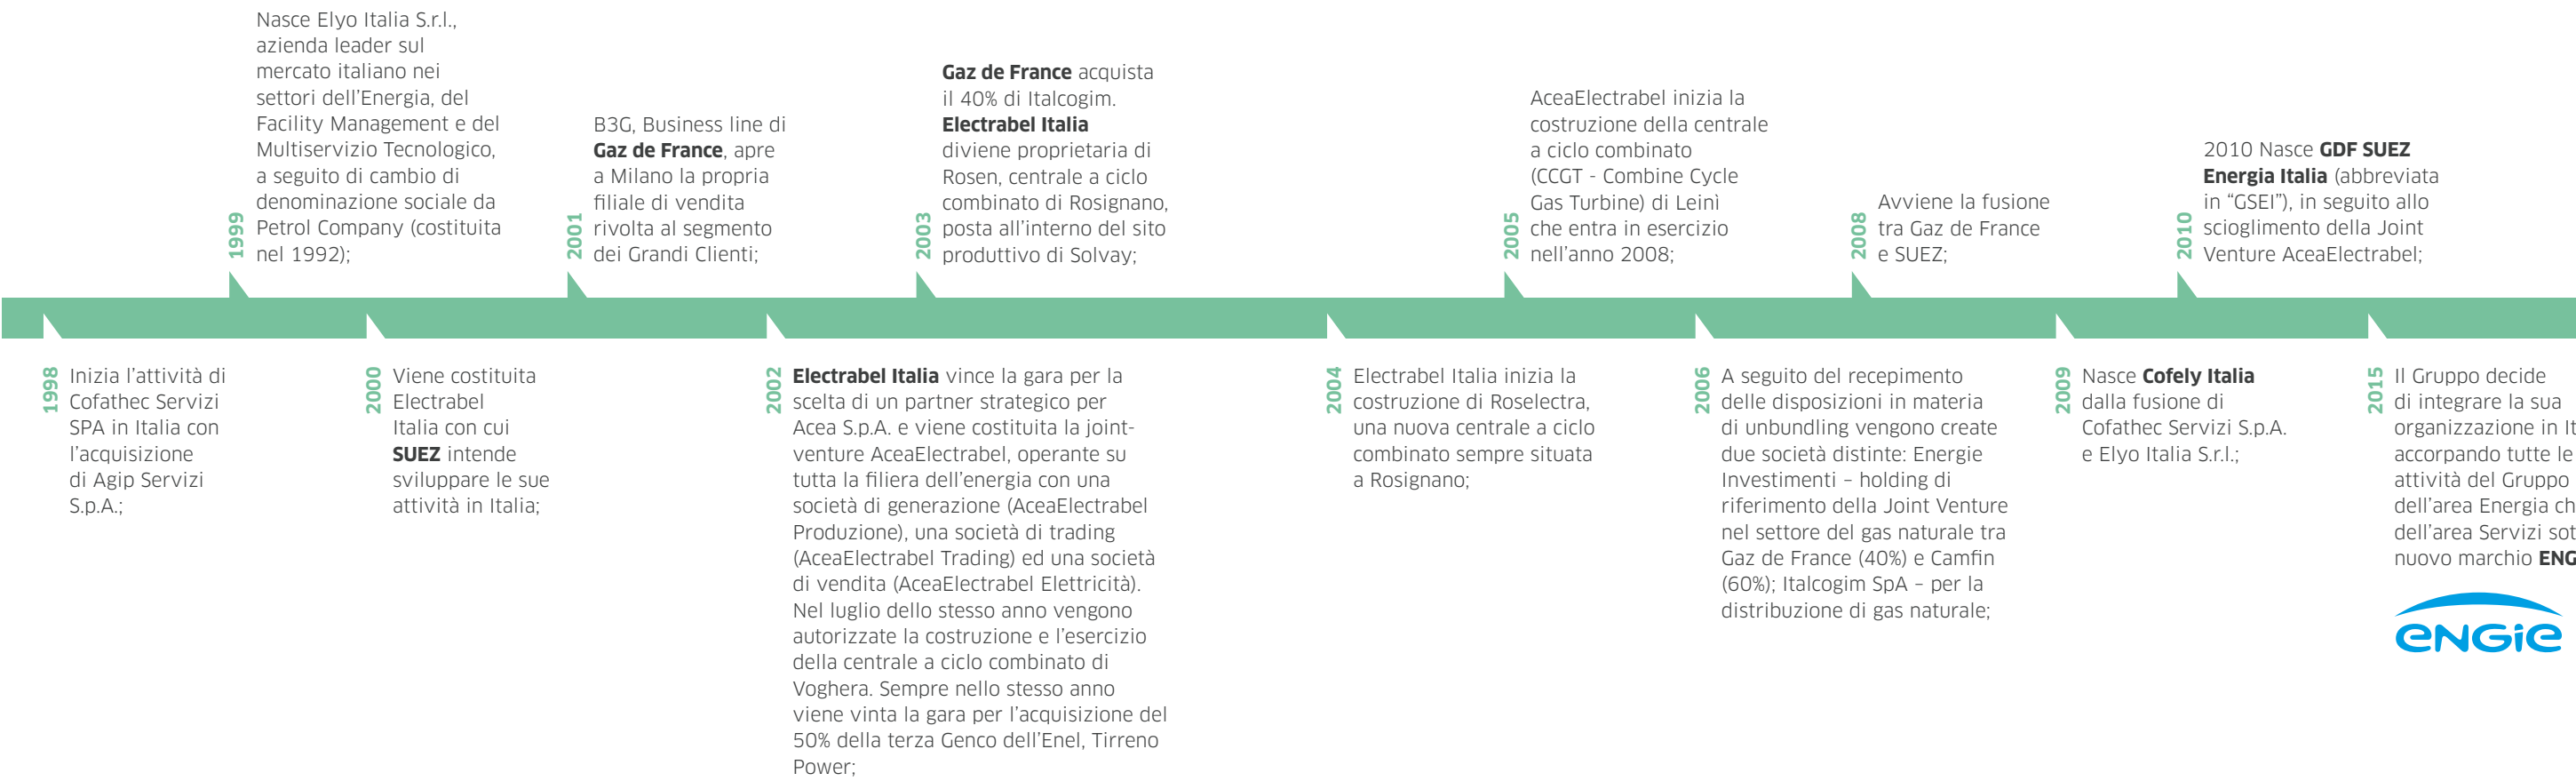 1998
Inizia l'attività di
Cofathec Servizi
SPA in Italia con
l'acquisizione
di Agip Servizi
S.p.A.;
1999
Nasce Elyo Italia S.r.l.,
azienda leader sul
mercato italiano nei
settori dell'Energia, del
Facility Management e del
Multiservizio Tecnologico,
a seguito di cambio di
denominazione sociale da
Petrol Company (costituita
nel 1992);
2000
Viene costituita
Electrabel
Italia con cui
SUEZ intende
sviluppare le sue
attività in Italia;
2001
B3G, Business line di
Gaz de France, apre
a Milano la propria
filiale di vendita
rivolta al segmento
dei Grandi Clienti;
2002
Electrabel Italia vince la gara per la
scelta di un partner strategico per
Acea S.p.A. e viene costituita la joint-
venture AceaElectrabel, operante su
tutta la filiera dell'energia con una
società di generazione (AceaElectrabel
Produzione), una società di trading
(AceaElectrabel Trading) ed una società
di vendita (AceaElectrabel Elettricità).
Nel luglio dello stesso anno vengono
autorizzate la costruzione e l'esercizio
della centrale a ciclo combinato di
Voghera. Sempre nello stesso anno
viene vinta la gara per l'acquisizione del
50% della terza Genco dell'Enel, Tirreno
Power;
2003
Gaz de France acquista
il 40% di Italcogim.
Electrabel Italia
diviene proprietaria di
Rosen, centrale a ciclo
combinato di Rosignano,
posta all'interno del sito
produttivo di Solvay;
2004
Electrabel Italia inizia la
costruzione di Roselectra,
una nuova centrale a ciclo
combinato sempre situata
a Rosignano;
2005
AceaElectrabel inizia la
costruzione della centrale
a ciclo combinato
(CCGT - Combine Cycle
Gas Turbine) di Leinì
che entra in esercizio
nell'anno 2008;
2006
A seguito del recepimento
delle disposizioni in materia
di unbundling vengono create
due società distinte: Energie
Investimenti – holding di
riferimento della Joint Venture
nel settore del gas naturale tra
Gaz de France (40%) e Camfin
(60%); Italcogim SpA – per la
distribuzione di gas naturale;
2008
Avviene la fusione
tra Gaz de France
e SUEZ;
2009
Nasce Cofely Italia
dalla fusione di
Cofathec Servizi S.p.A.
e Elyo Italia S.r.l.;
2010
2010 Nasce GDF SUEZ
Energia Italia (abbreviata
in "GSEI"), in seguito allo
scioglimento della Joint
Venture AceaElectrabel;
2015
Il Gruppo decide
di integrare la sua
organizzazione in
accorpando tutte le
attività del Gruppo
dell'area Energia
dell'area Servizi
nuovo marchio
ENGIE